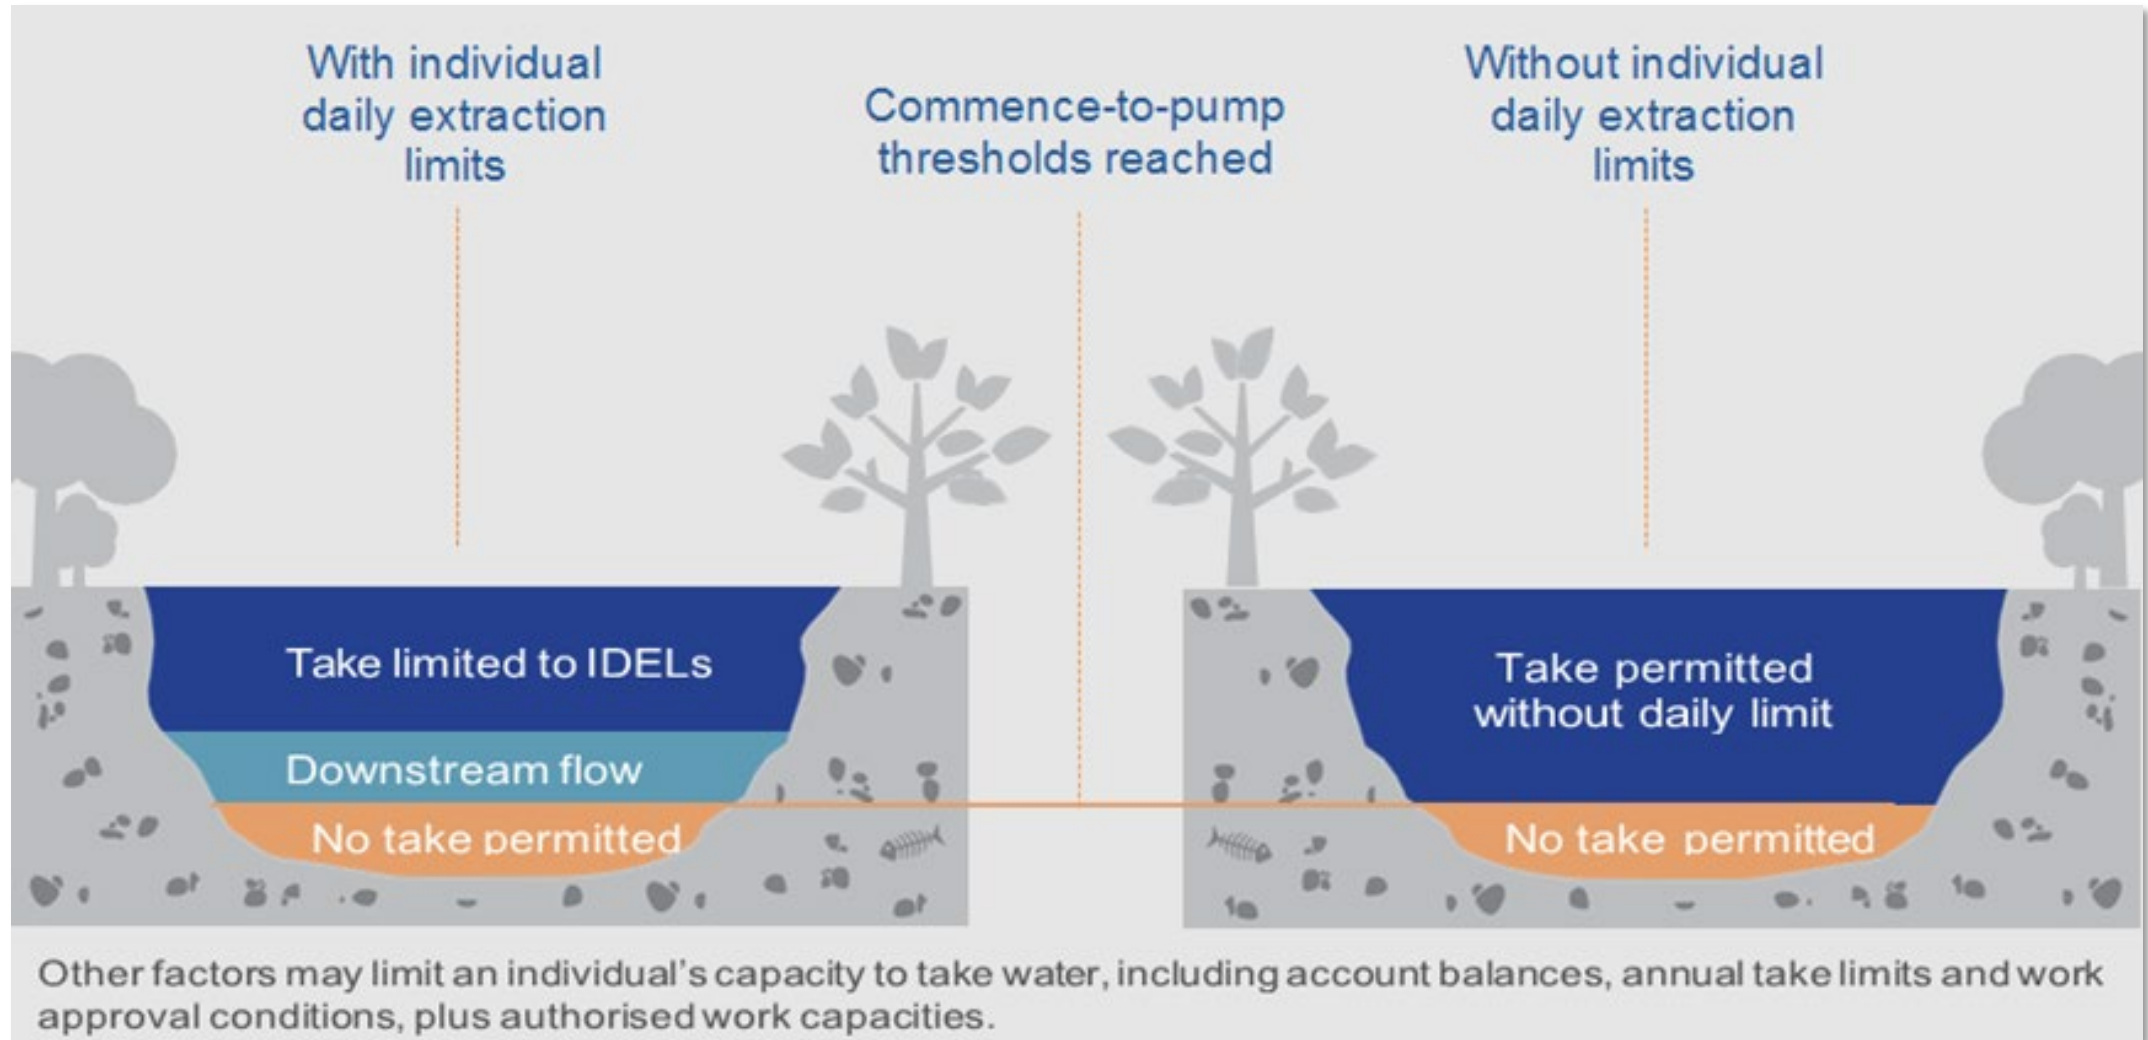 With individual
daily extraction
limits
Commence-to-pump
thresholds reached
Without individual
daily extraction
limits
Take limited to IDELs
Downstream flow
No take permitted
Take permitted
without daily limit
No take permitted
Other factors may limit an individual's capacity to take water, including account balances, annual take limits and work
approval conditions, plus authorised work capacities.